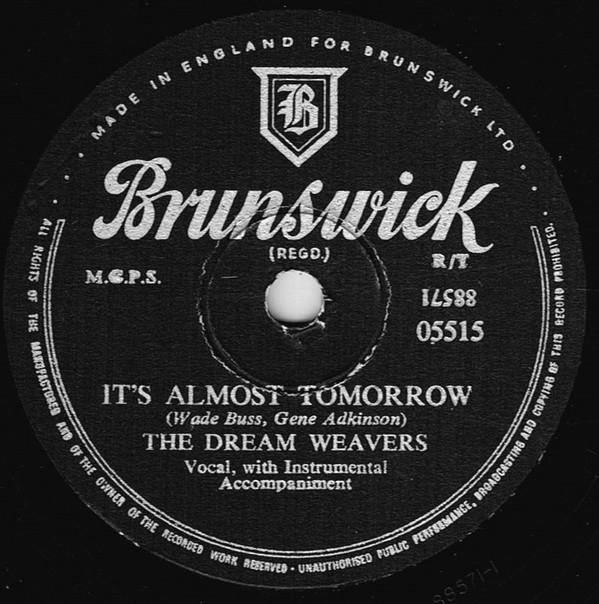 MADE IN ENGLAND FOR BRUNSWICK LTD.
B
Brunswick
(REGD.)
R/T
M.C.P.S.
88571
05515
IT'S ALMOST TOMORROW
(Wade Buss, Gene Adkinson)
THE DREAM WEAVERS
Vocal, with Instrumental
Accompaniment
ALL RIGHTS OF THE MANUFACTURER AND OF THE OWNER OF THE RECORDED WORK RESERVED · UNAUTHORISED PUBLIC PERFORMANCE, BROADCASTING AND COPYING OF THIS RECORD PROHIBITED.
88571-1